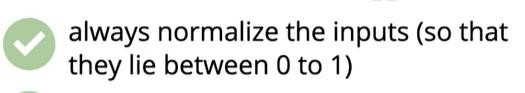 always normalize the inputs (so that
they lie between 0 to 1)